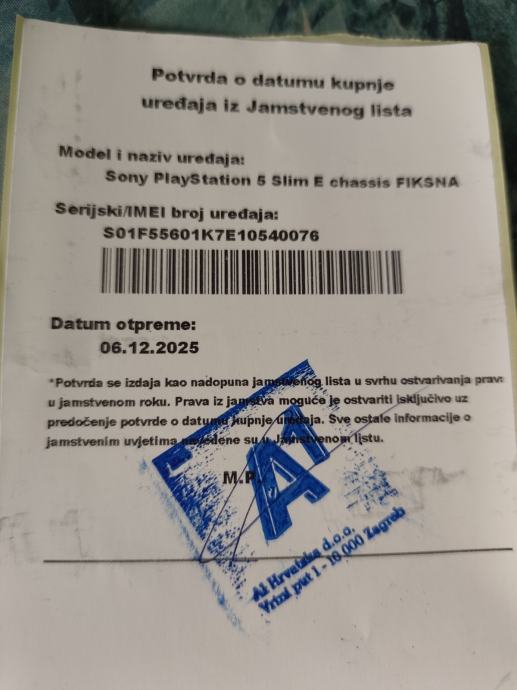 Potvrda o datumu kupnje
uređaja iz Jamstvenog lista
Model i naziv uređaja:
Sony PlayStation 5 Slim E chassis FIKSNA
Serijski/IMEI broj uređaja:
S01F55601K7E10540076
Datum otpreme:
06.12.2025
*Potvrda se izdaja kao nadopuna jamstvenog lista u svrhu ostvarivanja prava
u jamstvenom roku. Prava iz jamstva moguće je ostvariti isključivo uz
predočenje potvrde o datumu kupnje uređaja. Sve ostale informacije o
jamstvenim uvjetima navedene su u Jamstvenom listu.
M.P.
A1
A1 Hrvatska d.o.o.
Vrtni put 1 - 10 000 Zagreb